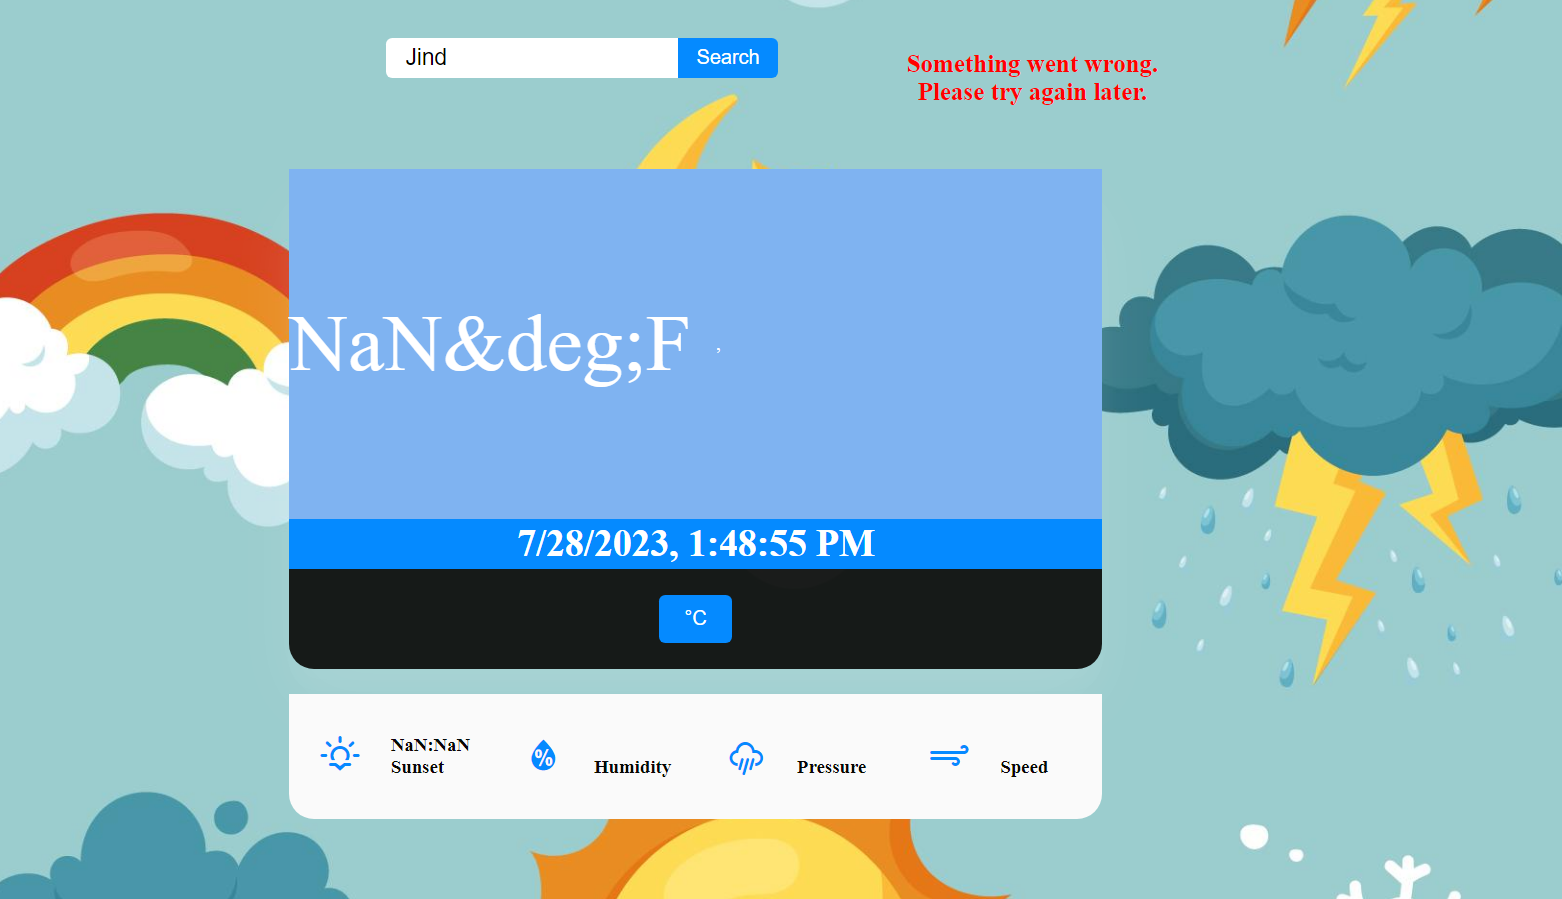 Jind
Search
Something went wrong.
Please try again later.
NaN&deg;F ,
7/28/2023, 1:48:55 PM
°C
NaN:NaN
Sunset
%
Humidity
Pressure
Speed